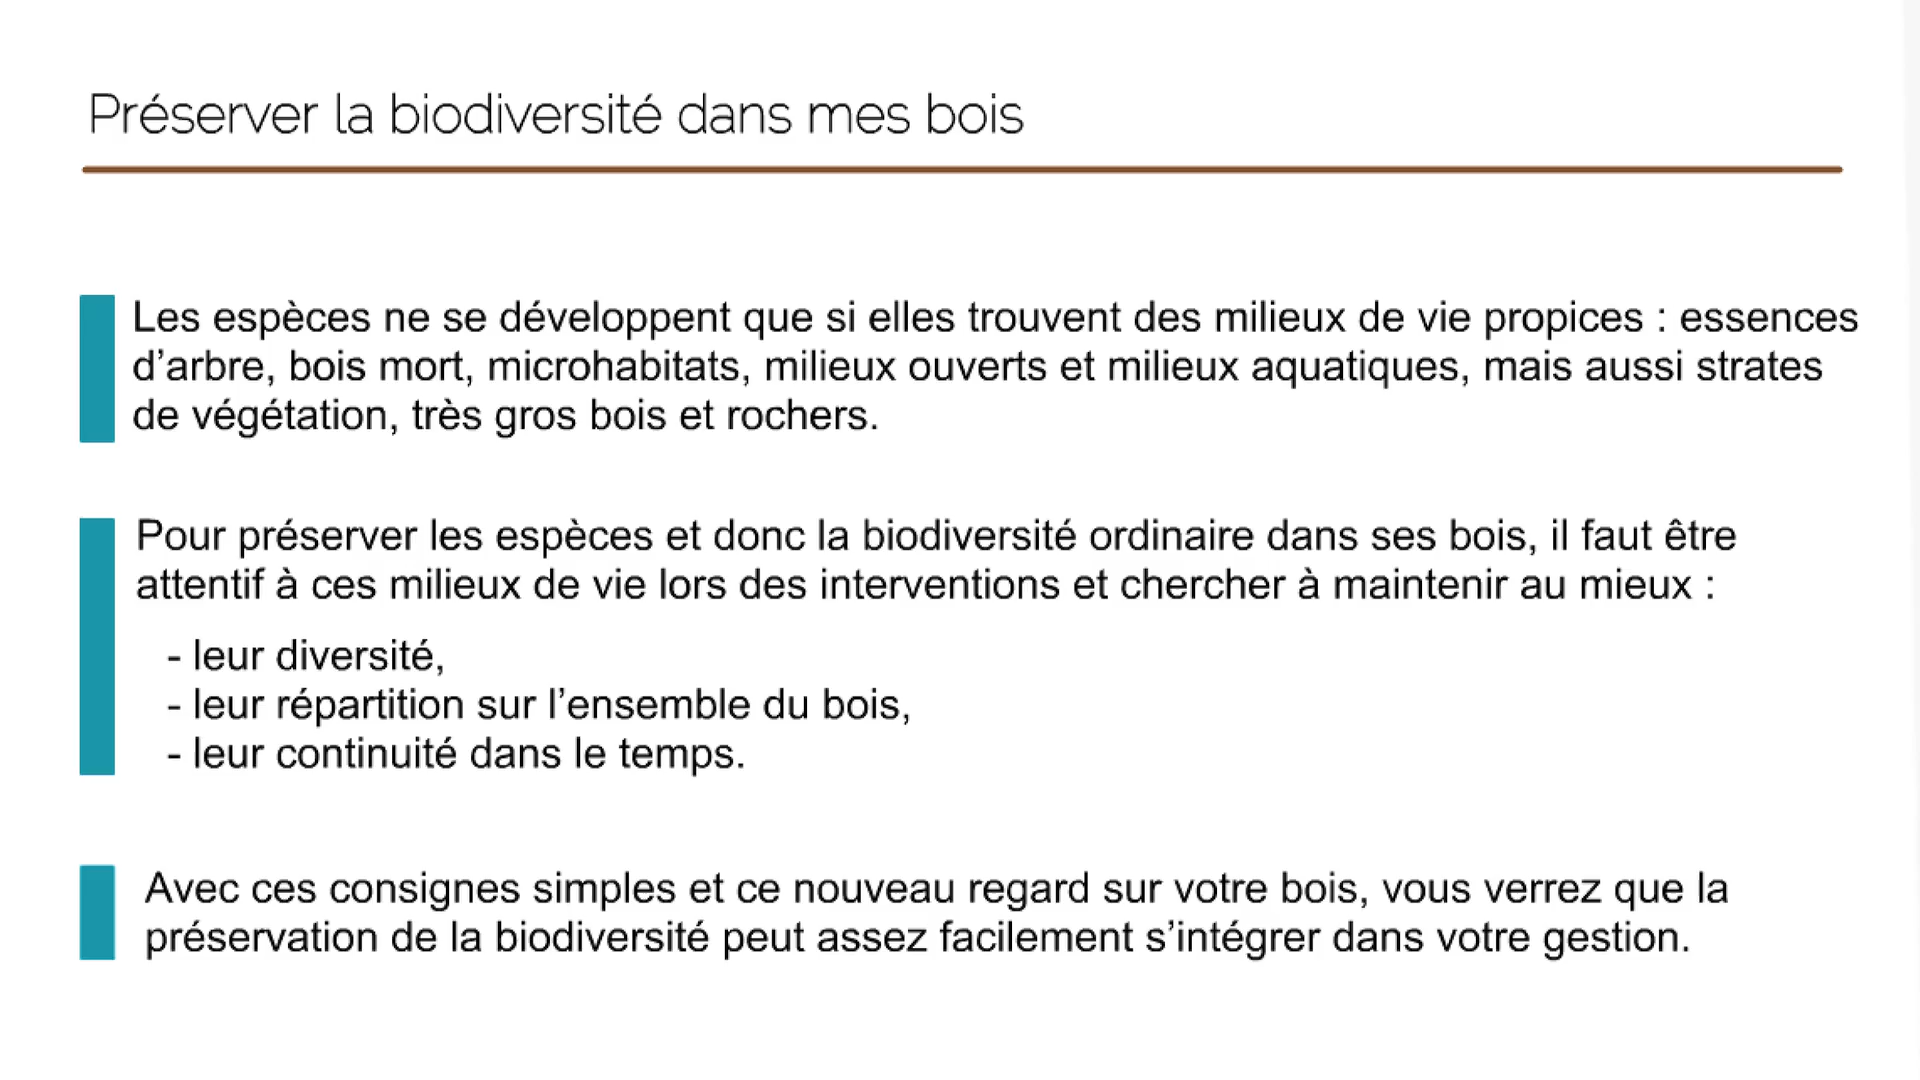 Préserver la biodiversité dans mes bois
Les espèces ne se développent que si elles trouvent des milieux de vie propices : essences
d’arbre, bois mort, microhabitats, milieux ouverts et milieux aquatiques, mais aussi strates
de végétation, très gros bois et rochers.
Pour préserver les espèces et donc la biodiversité ordinaire dans ses bois, il faut être
attentif à ces milieux de vie lors des interventions et chercher à maintenir au mieux :
- leur diversité,
- leur répartition sur l’ensemble du bois,
- leur continuité dans le temps.
Avec ces consignes simples et ce nouveau regard sur votre bois, vous verrez que la
préservation de la biodiversité peut assez facilement s’intégrer dans votre gestion.